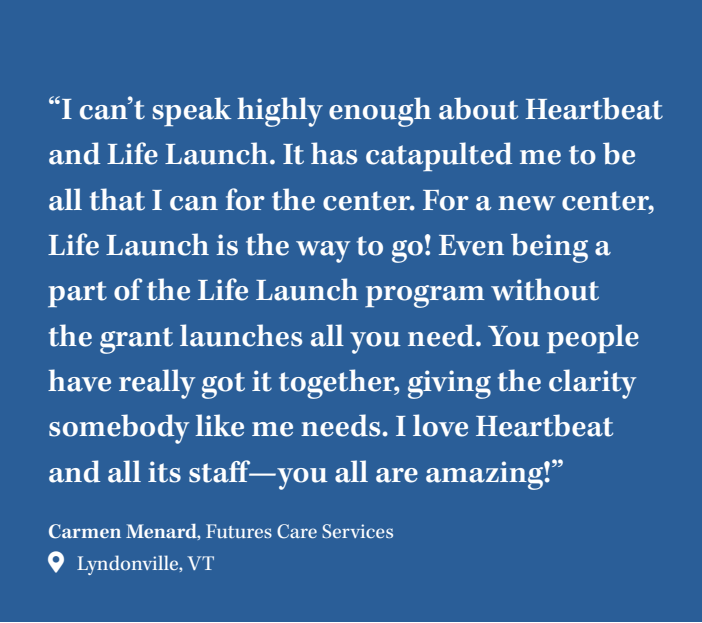 “I can’t speak highly enough about Heartbeat
and Life Launch. It has catapulted me to be
all that I can for the center. For a new center,
Life Launch is the way to go! Even being a
part of the Life Launch program without
the grant launches all you need. You people
have really got it together, giving the clarity
somebody like me needs. I love Heartbeat
and all its staff—you all are amazing!”
Carmen Menard, Futures Care Services
Lyndonville, VT